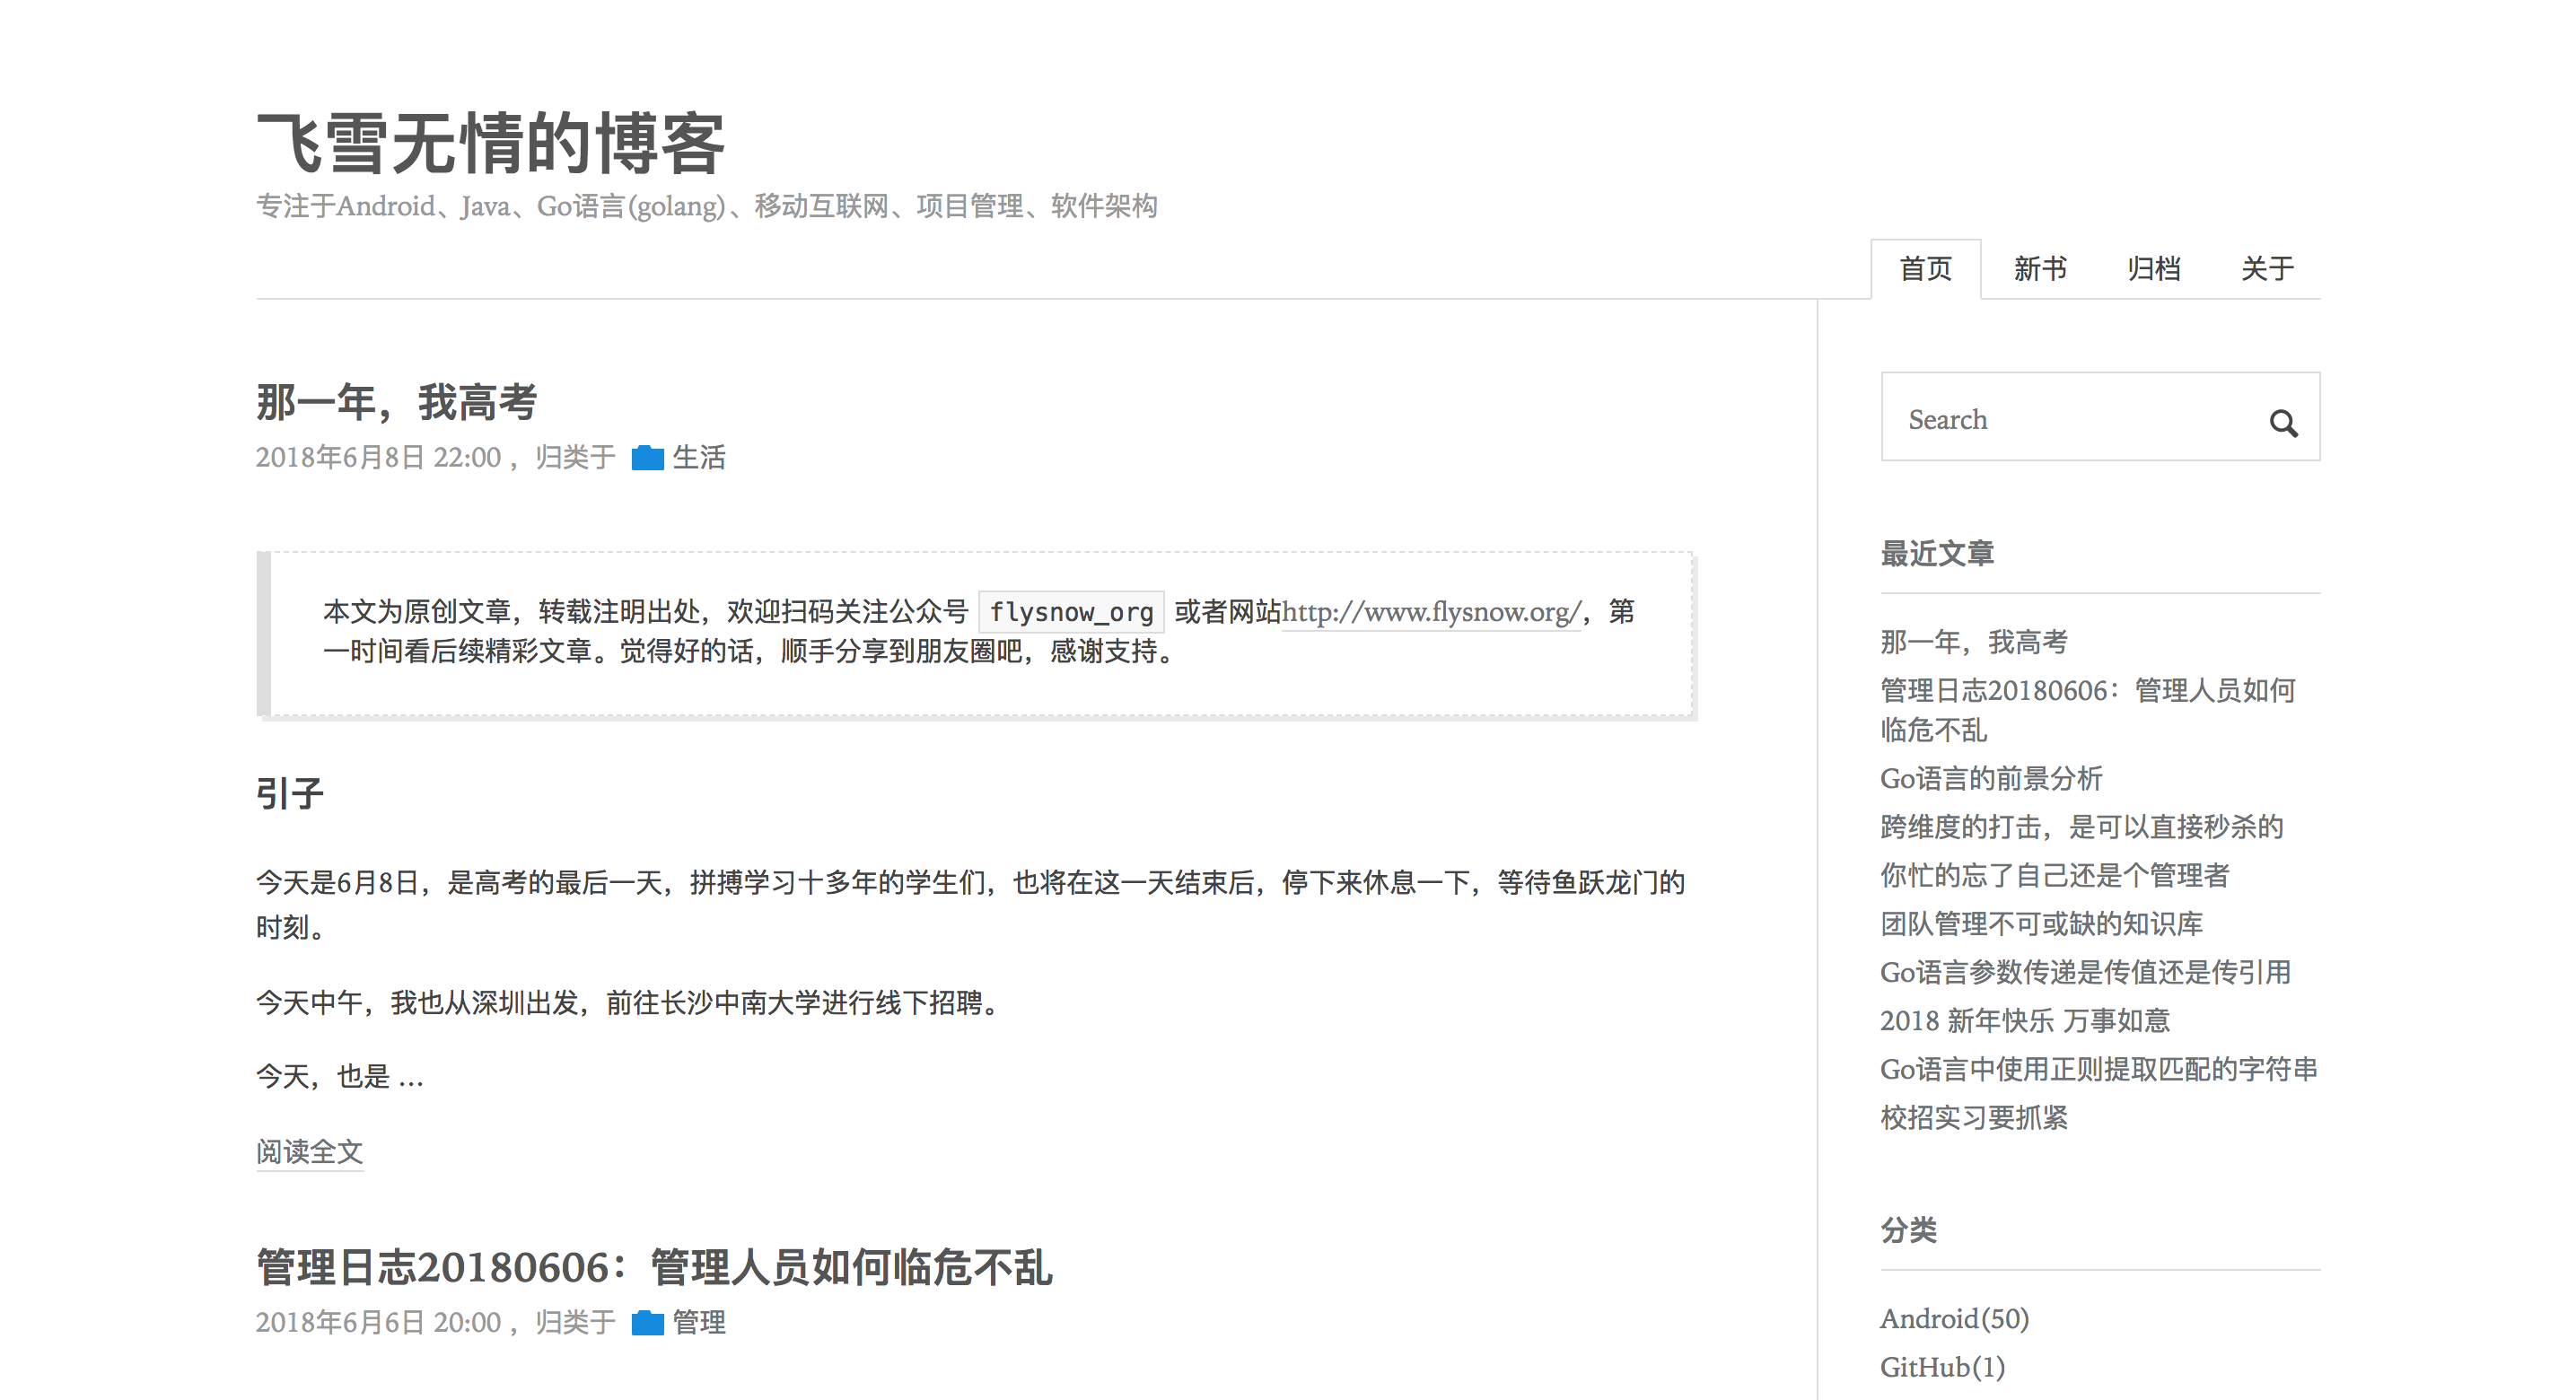 飞雪无情的博客
专注于Android、Java、Go语言(golang)、移动互联网、项目管理、软件架构
首页 新书 归档 关于
那一年，我高考
2018年6月8日 22:00 ，归类于 生活
本文为原创文章，转载注明出处，欢迎扫码关注公众号 flysnow_org 或者网站http://www.flysnow.org/，第
一时间看后续精彩文章。觉得好的话，顺手分享到朋友圈吧，感谢支持。
引子
今天是6月8日，是高考的最后一天，拼搏学习十多年的学生们，也将在这一天结束后，停下来休息一下，等待鱼跃龙门的
时刻。
今天中午，我也从深圳出发，前往长沙中南大学进行线下招聘。
今天，也是 ...
阅读全文
管理日志20180606：管理人员如何临危不乱
2018年6月6日 20:00 ，归类于 管理
Search
最近文章
那一年，我高考
管理日志20180606：管理人员如何
临危不乱
Go语言的前景分析
跨维度的打击，是可以直接秒杀的
你忙的忘了自己还是个管理者
团队管理不可或缺的知识库
Go语言参数传递是传值还是传引用
2018 新年快乐 万事如意
Go语言中使用正则提取匹配的字符串
校招实习要抓紧
分类
Android(50)
GitHub(1)